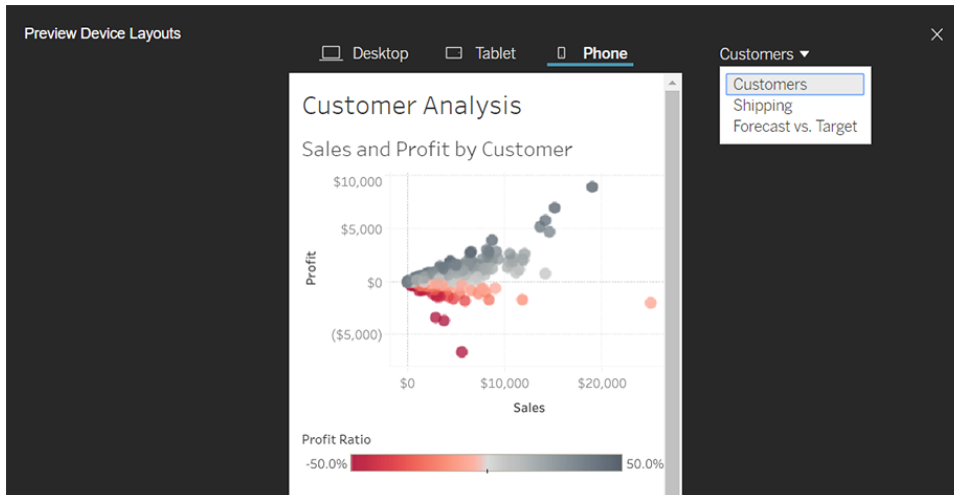 Preview Device Layouts
Desktop Tablet Phone
Customers
Customers
Shipping
Forecast vs. Target
Customer Analysis
Sales and Profit by Customer
$10,000
$5,000
$0
($5,000)
Profit
$0 $10,000 $20,000
Sales
Profit Ratio
-50.0% 50.0%